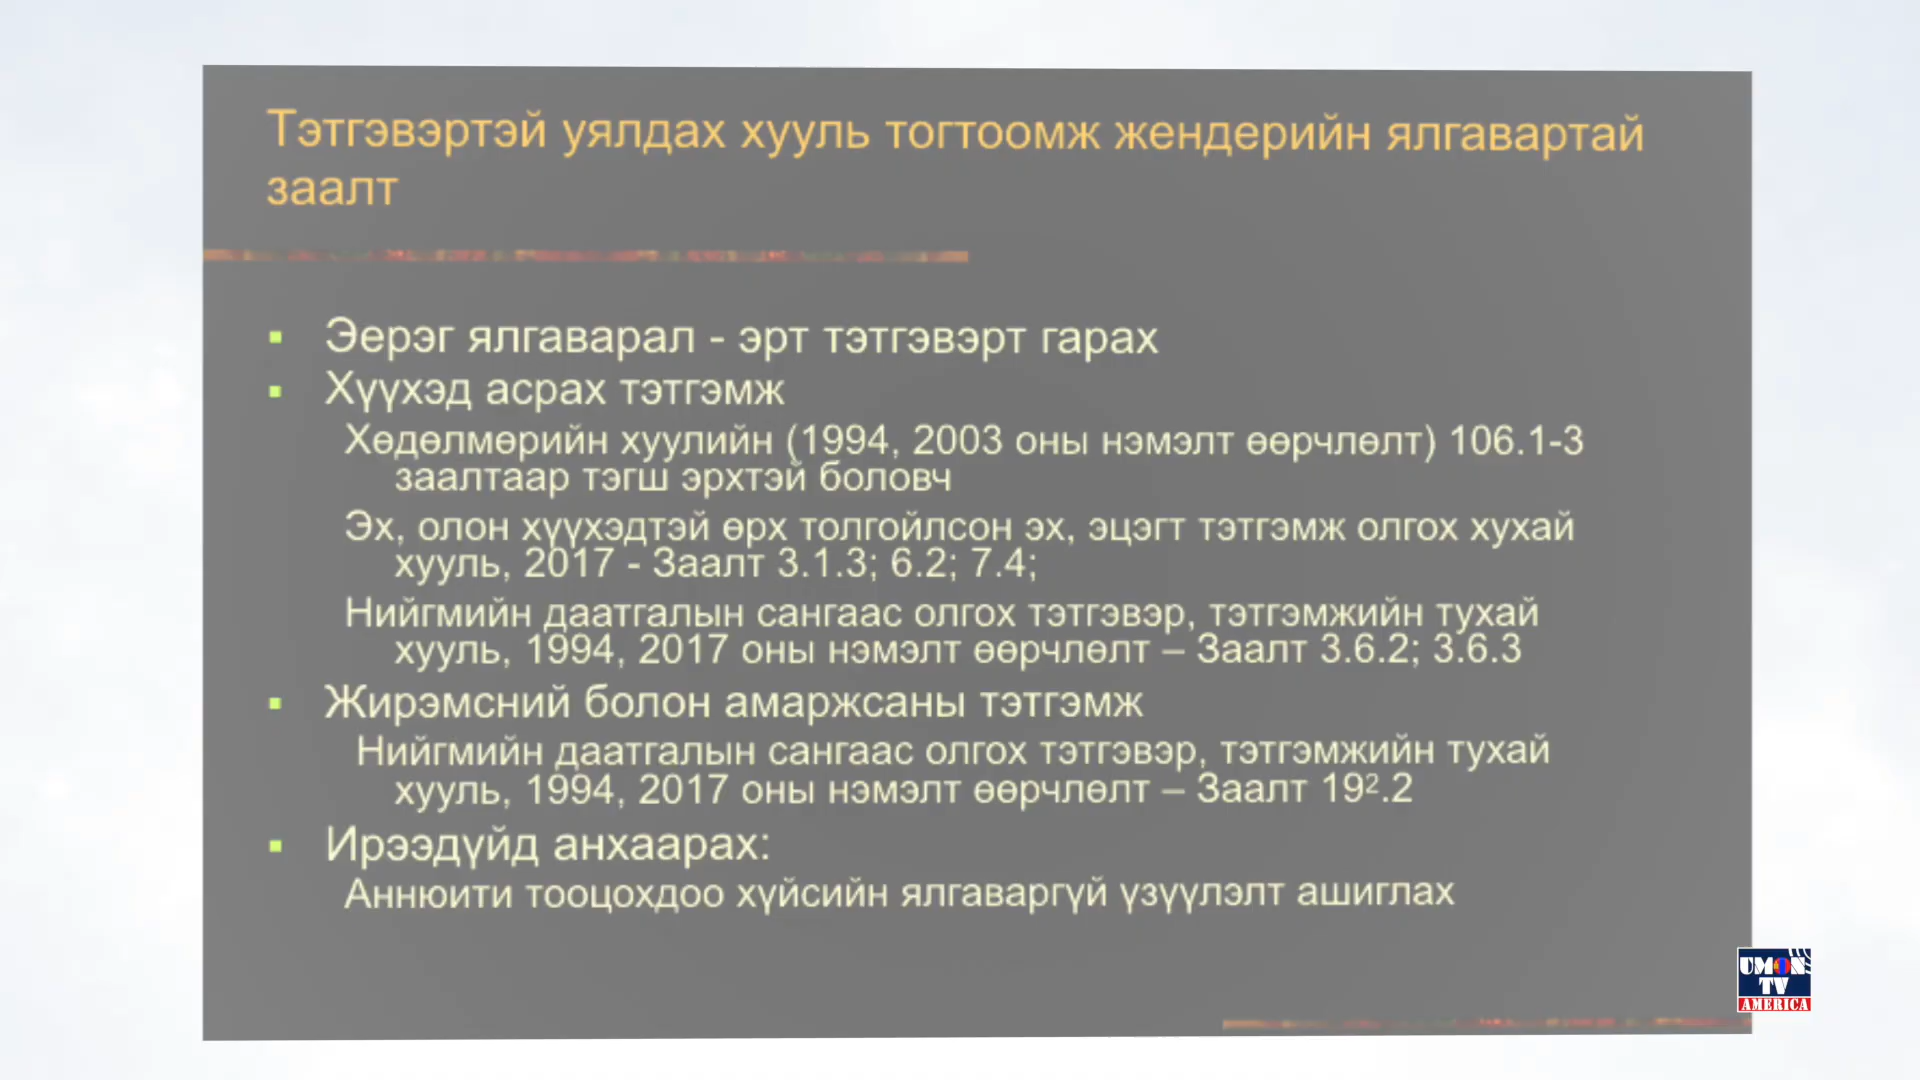 Тэтгэвэртэй уялдах хууль тогтоомж жендерийн ялгавартай
заалт
▪ Эерэг ялгаварал - эрт тэтгэвэрт гарах
▪ Хүүхэд асрах тэтгэмж
Хөдөлмөрийн хуулийн (1994, 2003 оны нэмэлт өөрчлөлт) 106.1-3
заалтаар тэгш эрхтэй боловч
Эх, олон хүүхэдтэй өрх толгойлсон эх, эцэгт тэтгэмж олгох хухай
хууль, 2017 - Заалт 3.1.3; 6.2; 7.4;
Нийгмийн даатгалын сангаас олгох тэтгэвэр, тэтгэмжийн тухай
хууль, 1994, 2017 оны нэмэлт өөрчлөлт – Заалт 3.6.2; 3.6.3
▪ Жирэмсний болон амаржсаны тэтгэмж
Нийгмийн даатгалын сангаас олгох тэтгэвэр, тэтгэмжийн тухай
хууль, 1994, 2017 оны нэмэлт өөрчлөлт – Заалт 19².2
▪ Ирээдүйд анхаарах:
Аннюити тооцохдоо хүйсийн ялгаваргүй үзүүлэлт ашиглах
UMON
TV
AMERICA